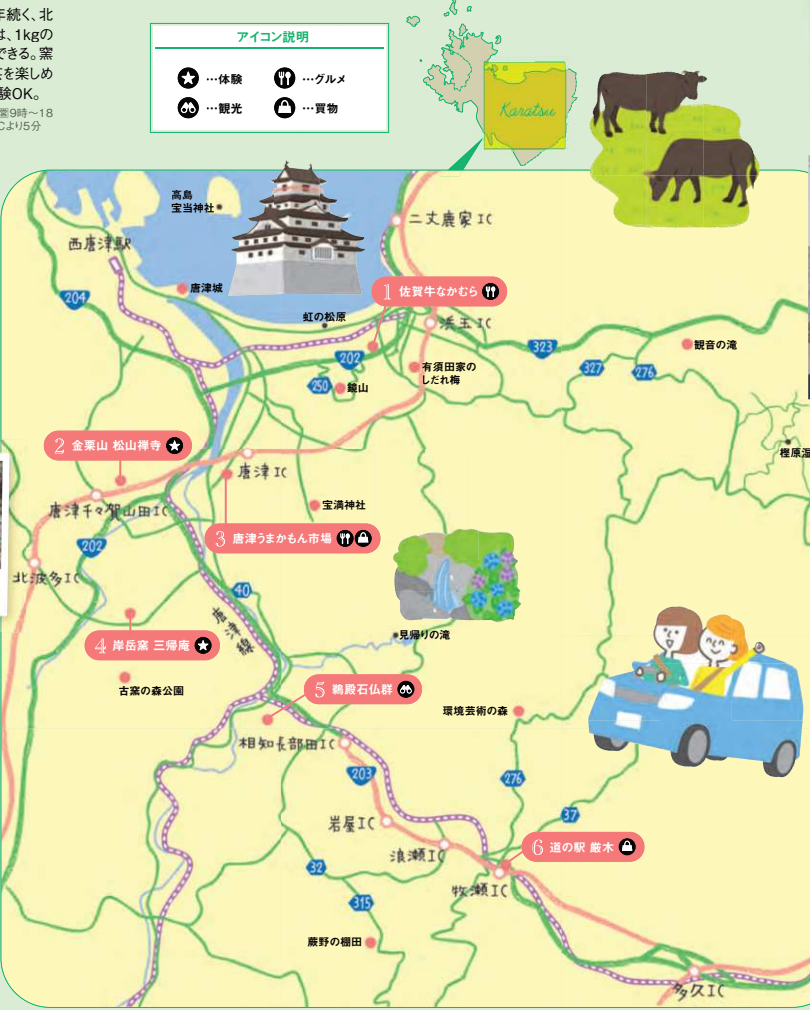 年続く、北
は、1kgの
できる。窯
を楽しめ
験OK。
営9時〜18
Cより5分
アイコン説明
…体験
…グルメ
…観光
…買物
Karatsu
高島
宝当神社
二丈鹿家IC
西唐津駅
唐津城
1 佐賀牛なかむら
204
虹の松原
浜玉IC
202
323
観音の滝
有須田家の
しだれ梅
327
276
250
鏡山
2 金栗山 松山禅寺
樫原湿
唐津IC
唐津千々賀山田IC
宝満神社
3 唐津うまかもん市場
202
北波多IC
40
唐津線
4 岸岳窯 三帰庵
見帰りの滝
古窯の森公園
5 鵜殿石仏群
環境芸術の森
相知長部田IC
203
276
37
岩屋IC
浪瀬IC
6 道の駅 厳木
32
牧瀬IC
315
蕨野の棚田
多久IC